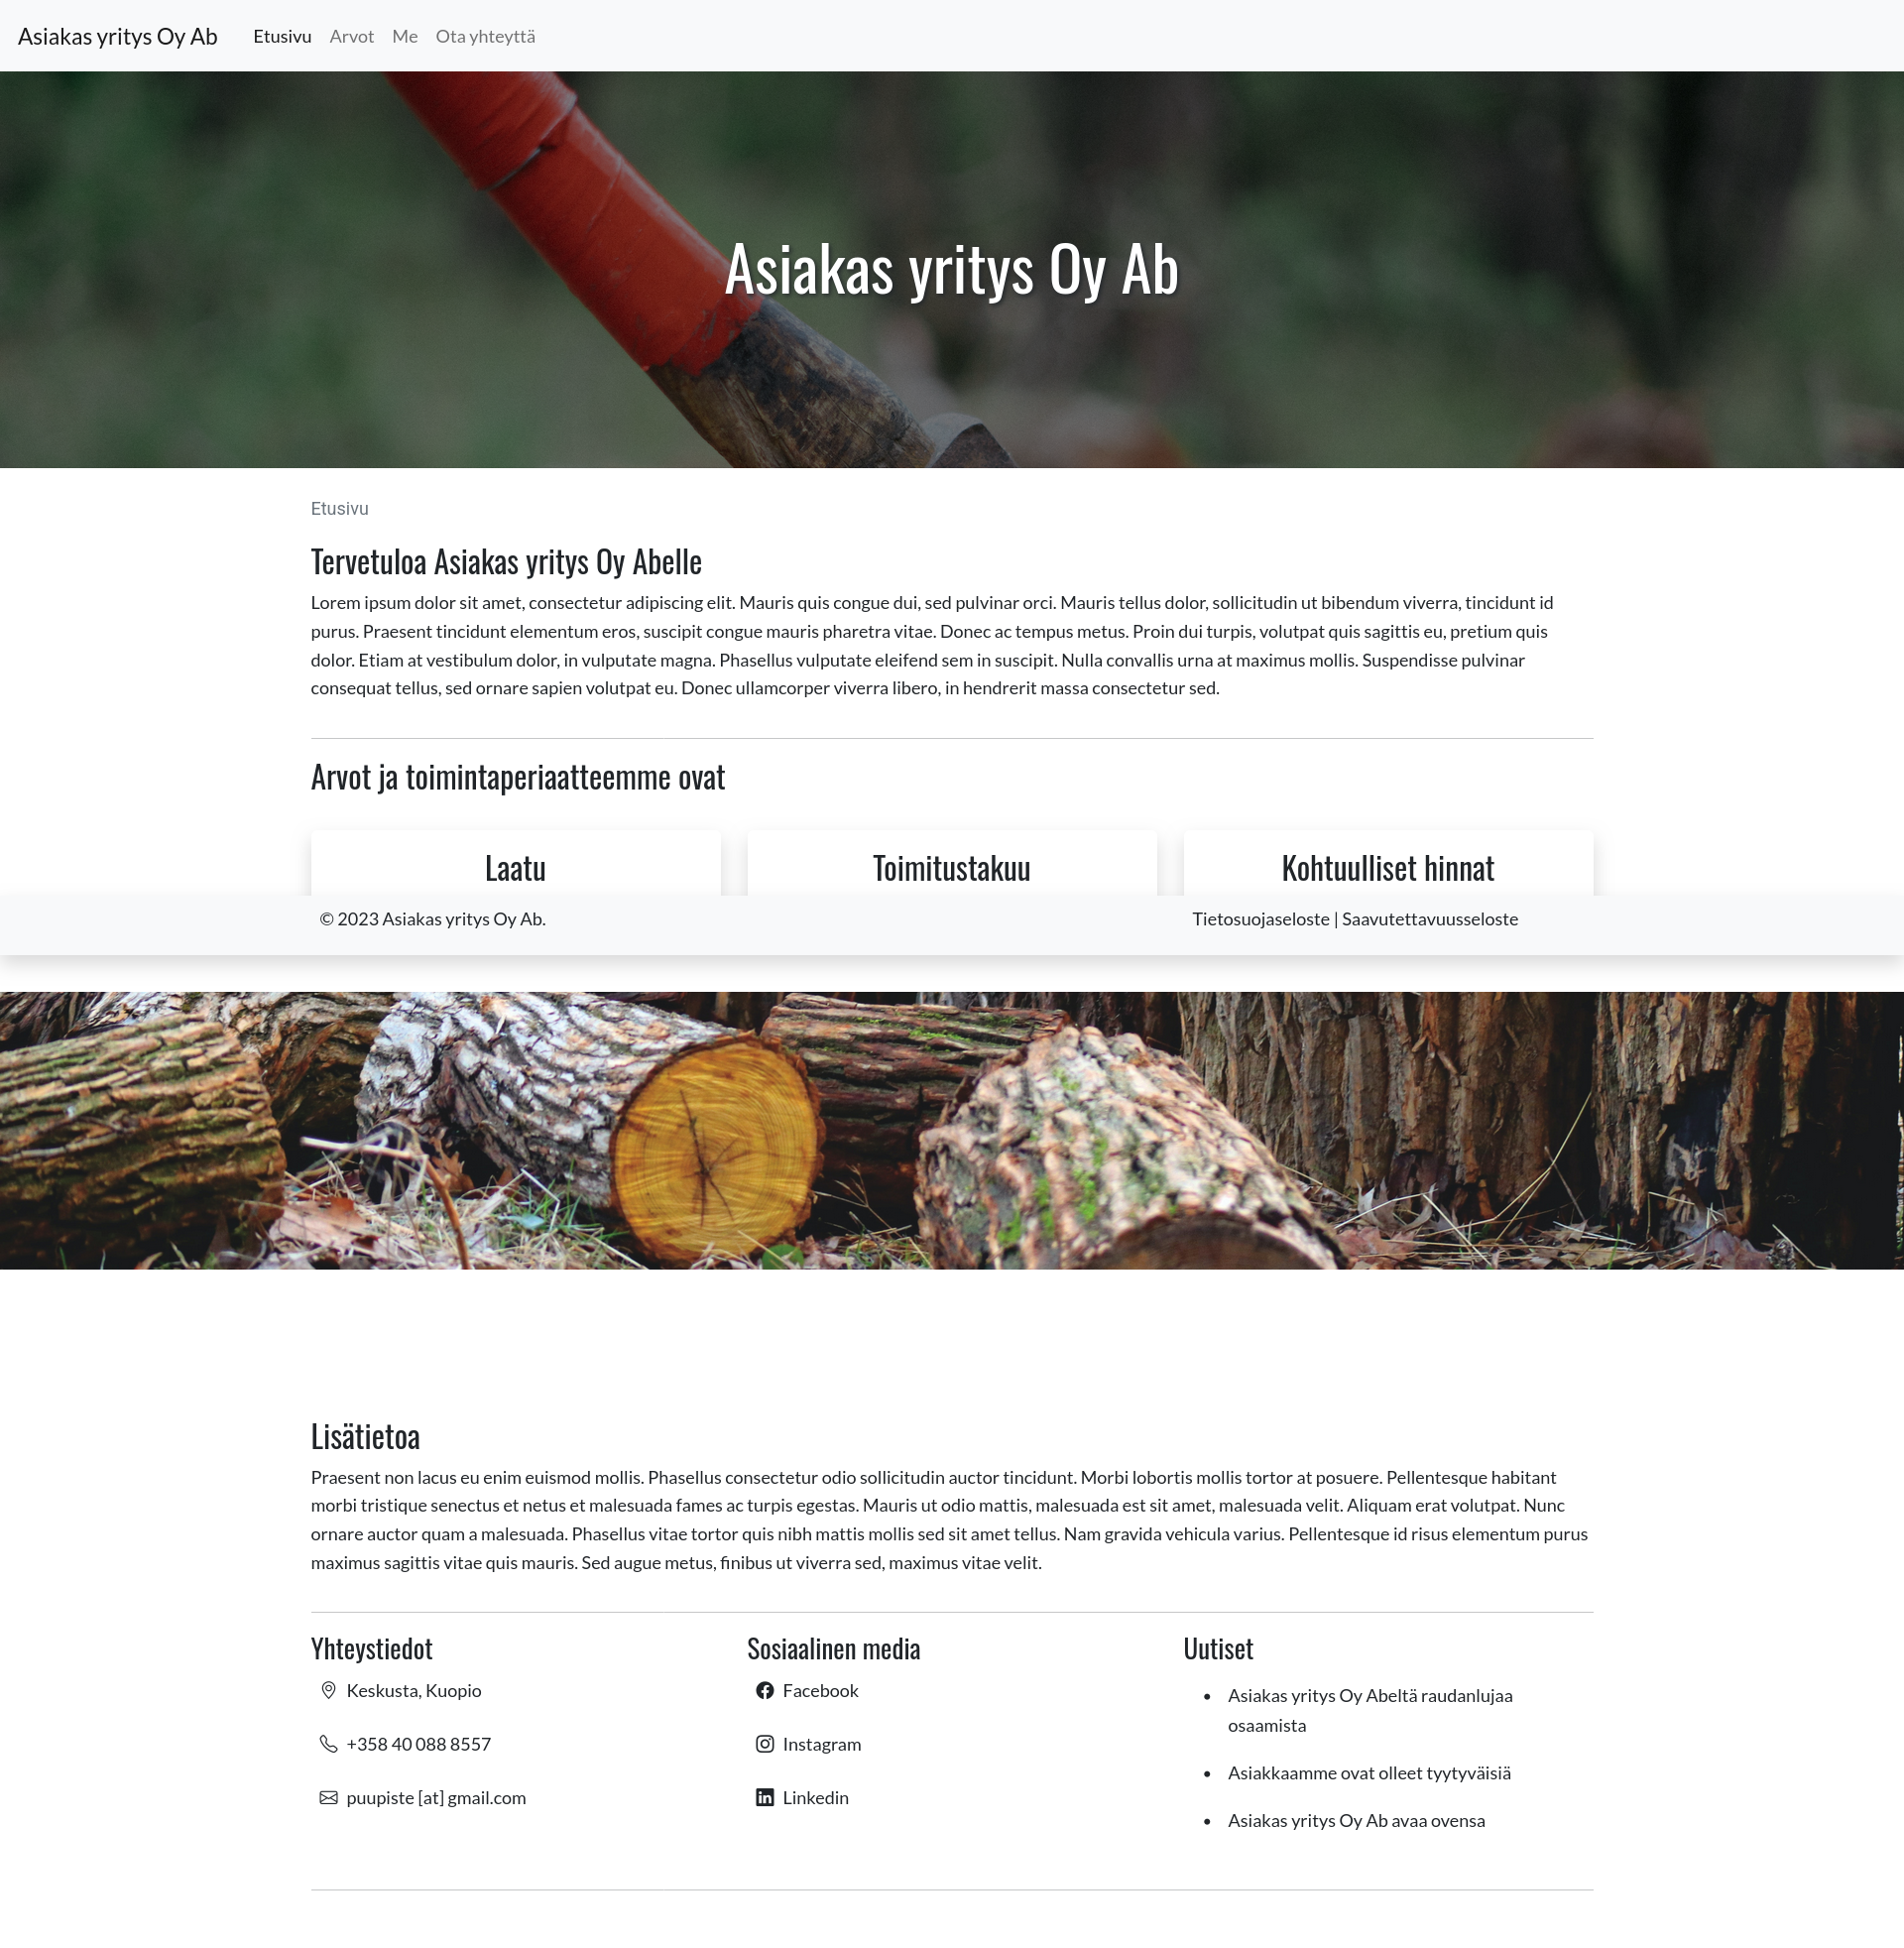 Asiakas yritys Oy Ab Etusivu Arvot Me Ota yhteyttä
Asiakas yritys Oy Ab
Etusivu
Tervetuloa Asiakas yritys Oy Abelle
Lorem ipsum dolor sit amet, consectetur adipiscing elit. Mauris quis congue dui, sed pulvinar orci. Mauris tellus dolor, sollicitudin ut bibendum viverra, tincidunt id
purus. Praesent tincidunt elementum eros, suscipit congue mauris pharetra vitae. Donec ac tempus metus. Proin dui turpis, volutpat quis sagittis eu, pretium quis
dolor. Etiam at vestibulum dolor, in vulputate magna. Phasellus vulputate eleifend sem in suscipit. Nulla convallis urna at maximus mollis. Suspendisse pulvinar
consequat tellus, sed ornare sapien volutpat eu. Donec ullamcorper viverra libero, in hendrerit massa consectetur sed.
Arvot ja toimintaperiaatteemme ovat
Laatu
Toimitustakuu
Kohtuulliset hinnat
© 2023 Asiakas yritys Oy Ab.
Tietosuojaseloste | Saavutettavuusseloste
Lisätietoa
Praesent non lacus eu enim euismod mollis. Phasellus consectetur odio sollicitudin auctor tincidunt. Morbi lobortis mollis tortor at posuere. Pellentesque habitant
morbi tristique senectus et netus et malesuada fames ac turpis egestas. Mauris ut odio mattis, malesuada est sit amet, malesuada velit. Aliquam erat volutpat. Nunc
ornare auctor quam a malesuada. Phasellus vitae tortor quis nibh mattis mollis sed sit amet tellus. Nam gravida vehicula varius. Pellentesque id risus elementum purus
maximus sagittis vitae quis mauris. Sed augue metus, finibus ut viverra sed, maximus vitae velit.
Yhteystiedot
Keskusta, Kuopio
+358 40 088 8557
puupiste [at] gmail.com
Sosiaalinen media
Facebook
Instagram
Linkedin
Uutiset
• Asiakas yritys Oy Abeltä raudanlujaa
osaamista
• Asiakkaamme ovat olleet tyytyväisiä
• Asiakas yritys Oy Ab avaa ovensa